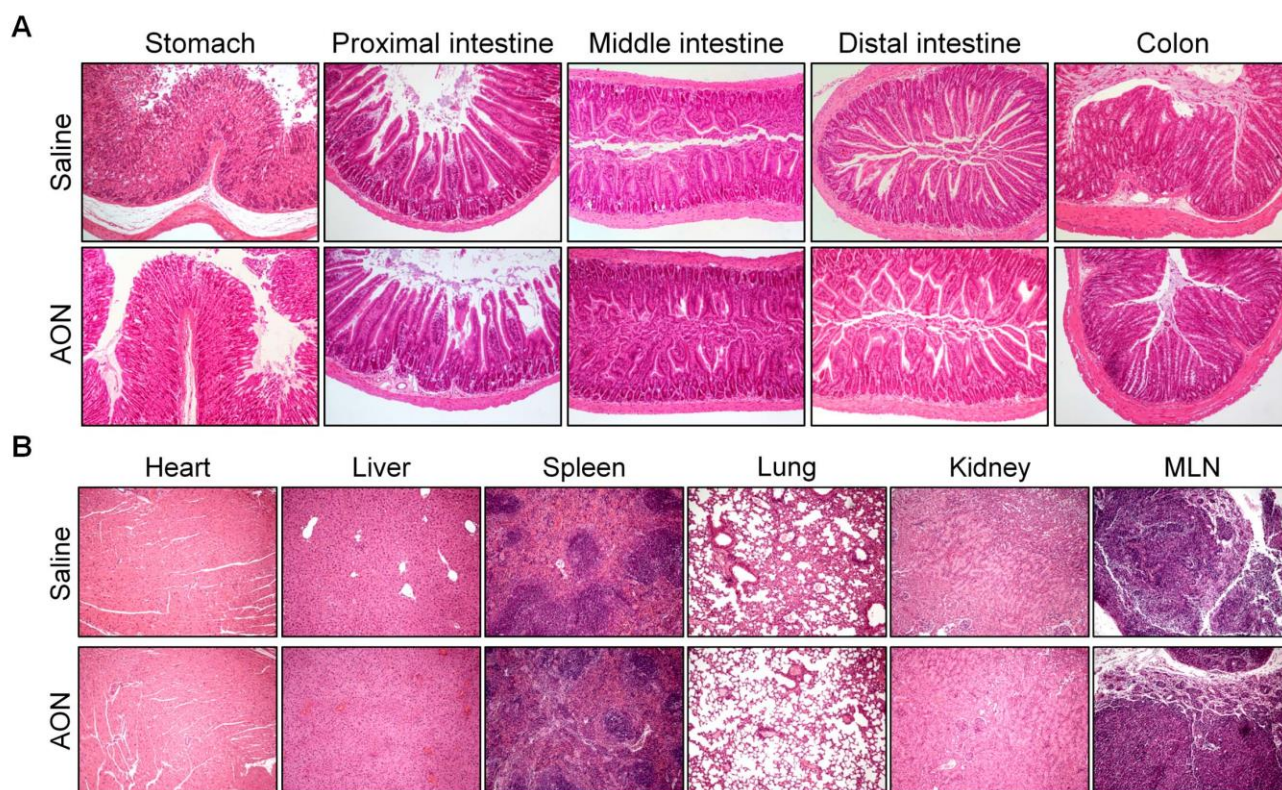 A
Stomach Proximal intestine Middle intestine Distal intestine Colon
Saline
AON
B
Heart Liver Spleen Lung Kidney MLN
Saline
AON